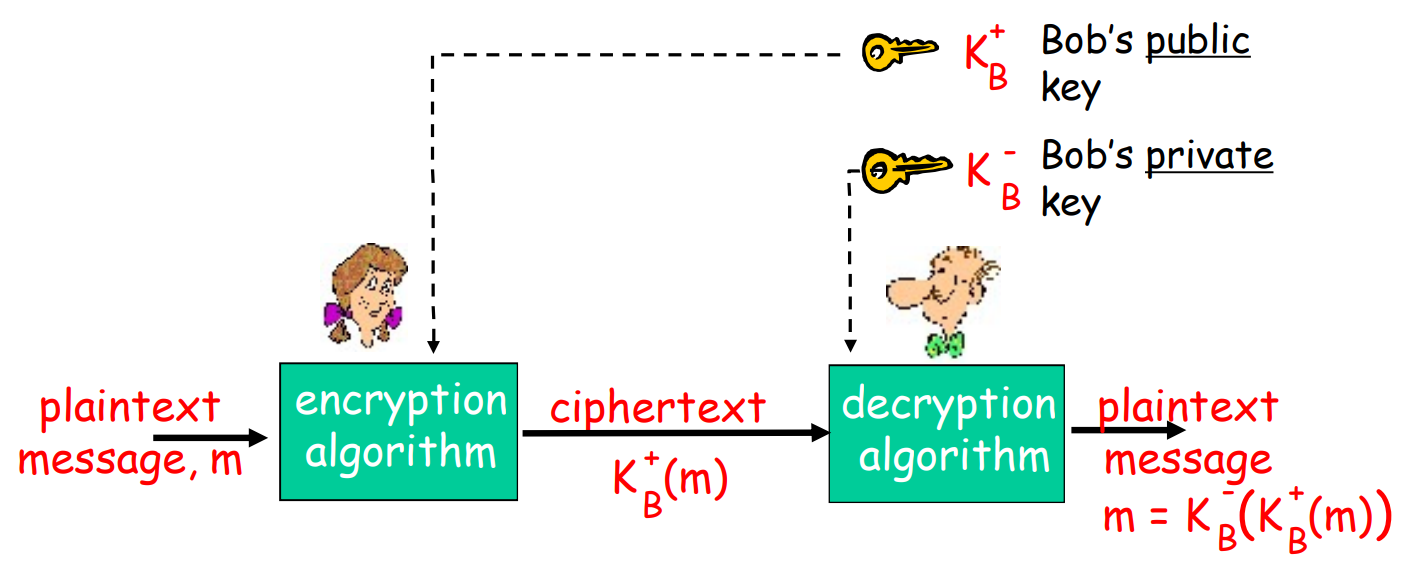 K_B^+ Bob's public
key
K_B^- Bob's private
key
plaintext
message, m
encryption
algorithm
ciphertext
K_B^+(m)
decryption
algorithm
plaintext
message
m = K_B^-(K_B^+(m))